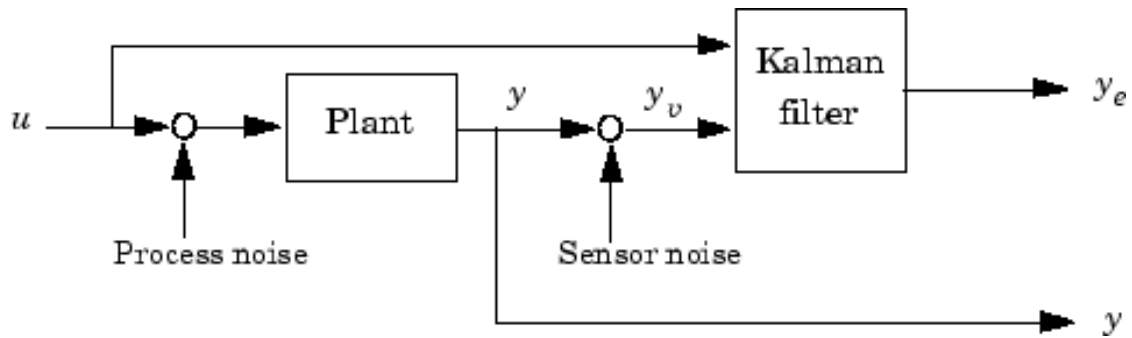 Kalman
filter
u
Plant
y
y_v
y_e
Process noise
Sensor noise
y